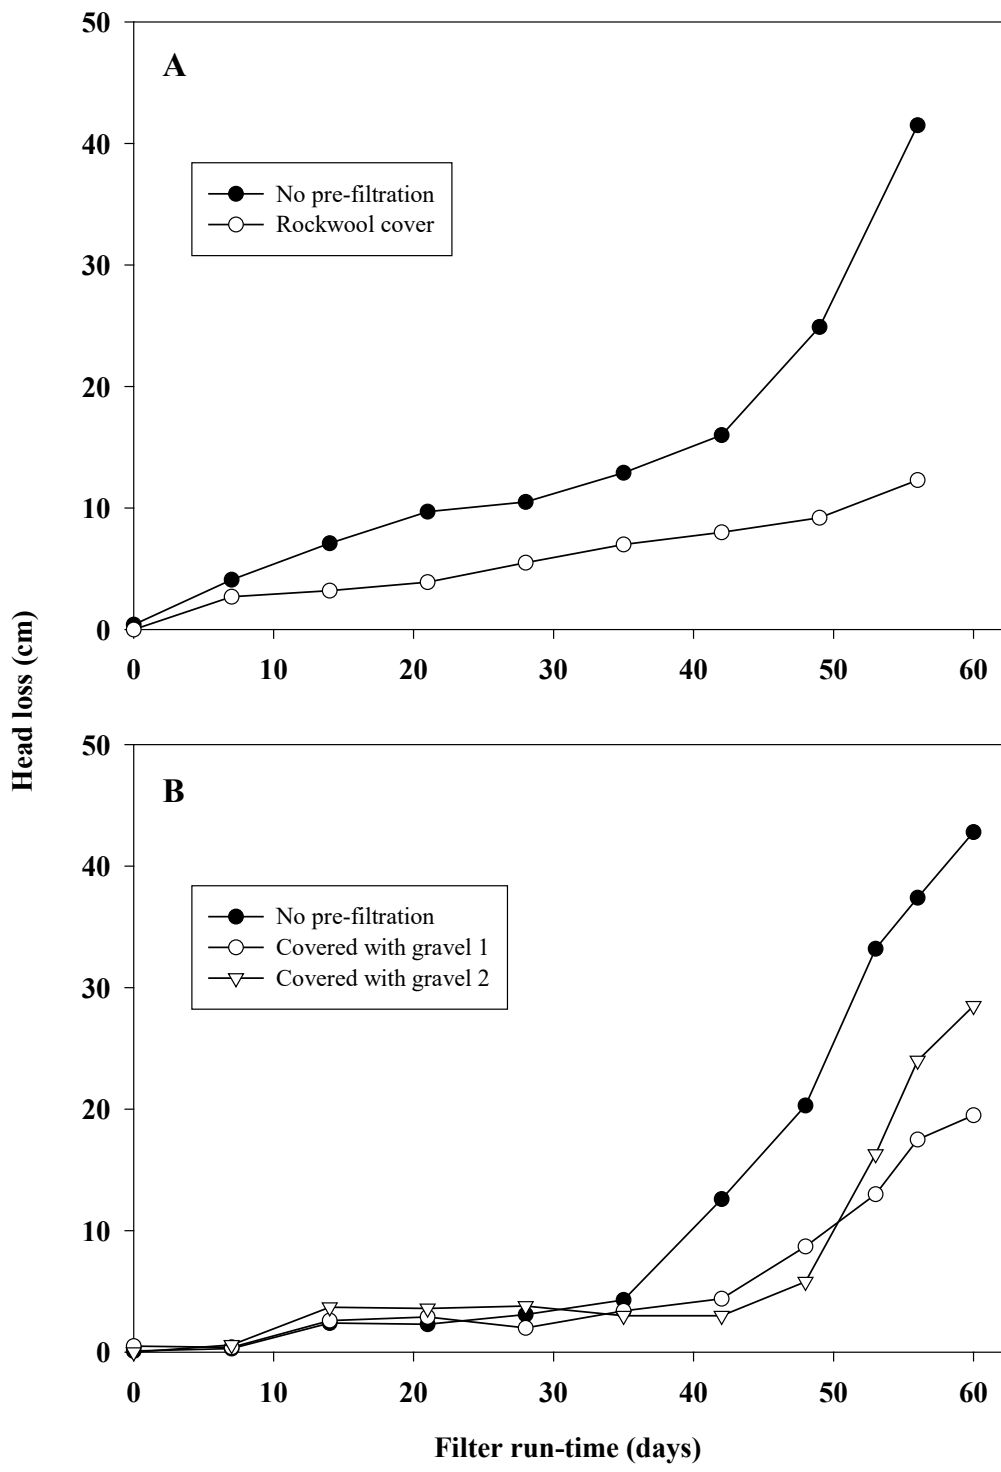 50
A
40
No pre-filtration
Rockwool cover
30
20
10
0
0 10 20 30 40 50 60
Head loss (cm)
50
B
40
No pre-filtration
Covered with gravel 1
Covered with gravel 2
30
20
10
0
0 10 20 30 40 50 60
Filter run-time (days)